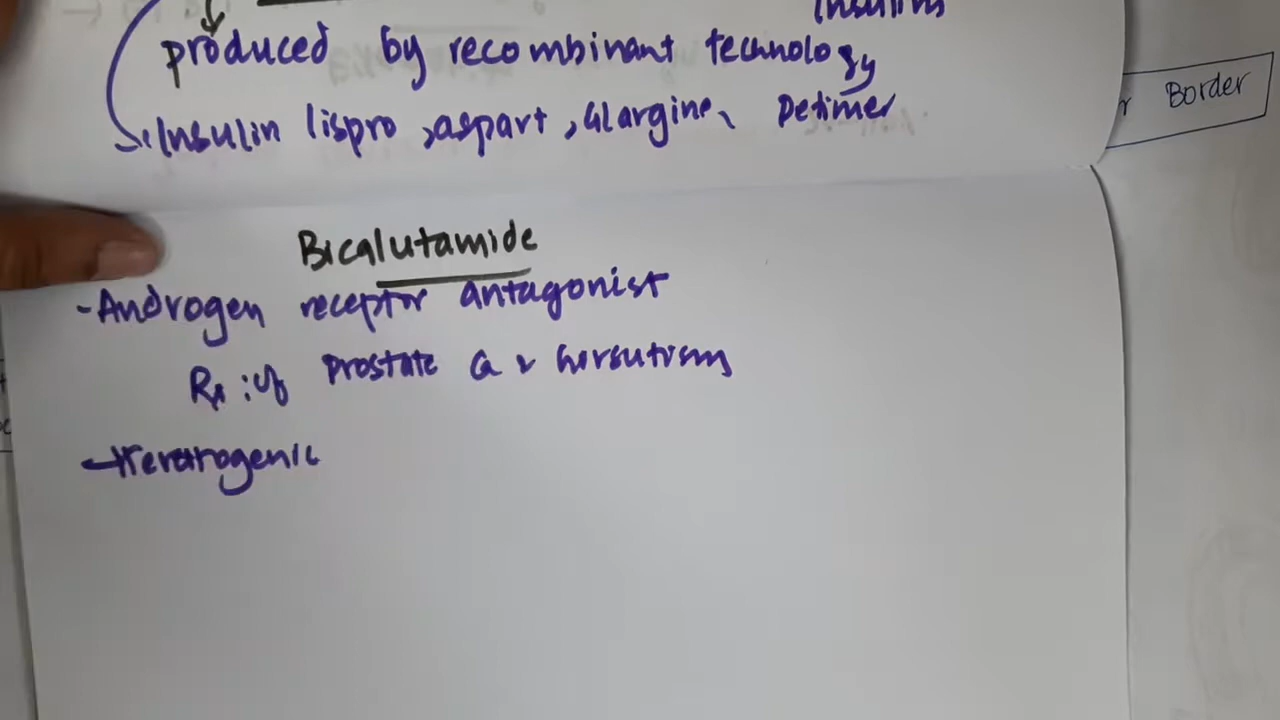 Insulins
produced by recombinant technology
Insulin lispro, aspart, Glargine, Detimer
r Border
Bicalutamide
- Androgen receptor antagonist
Rx: of Prostate Ca & hirsutism
- Teratogenic